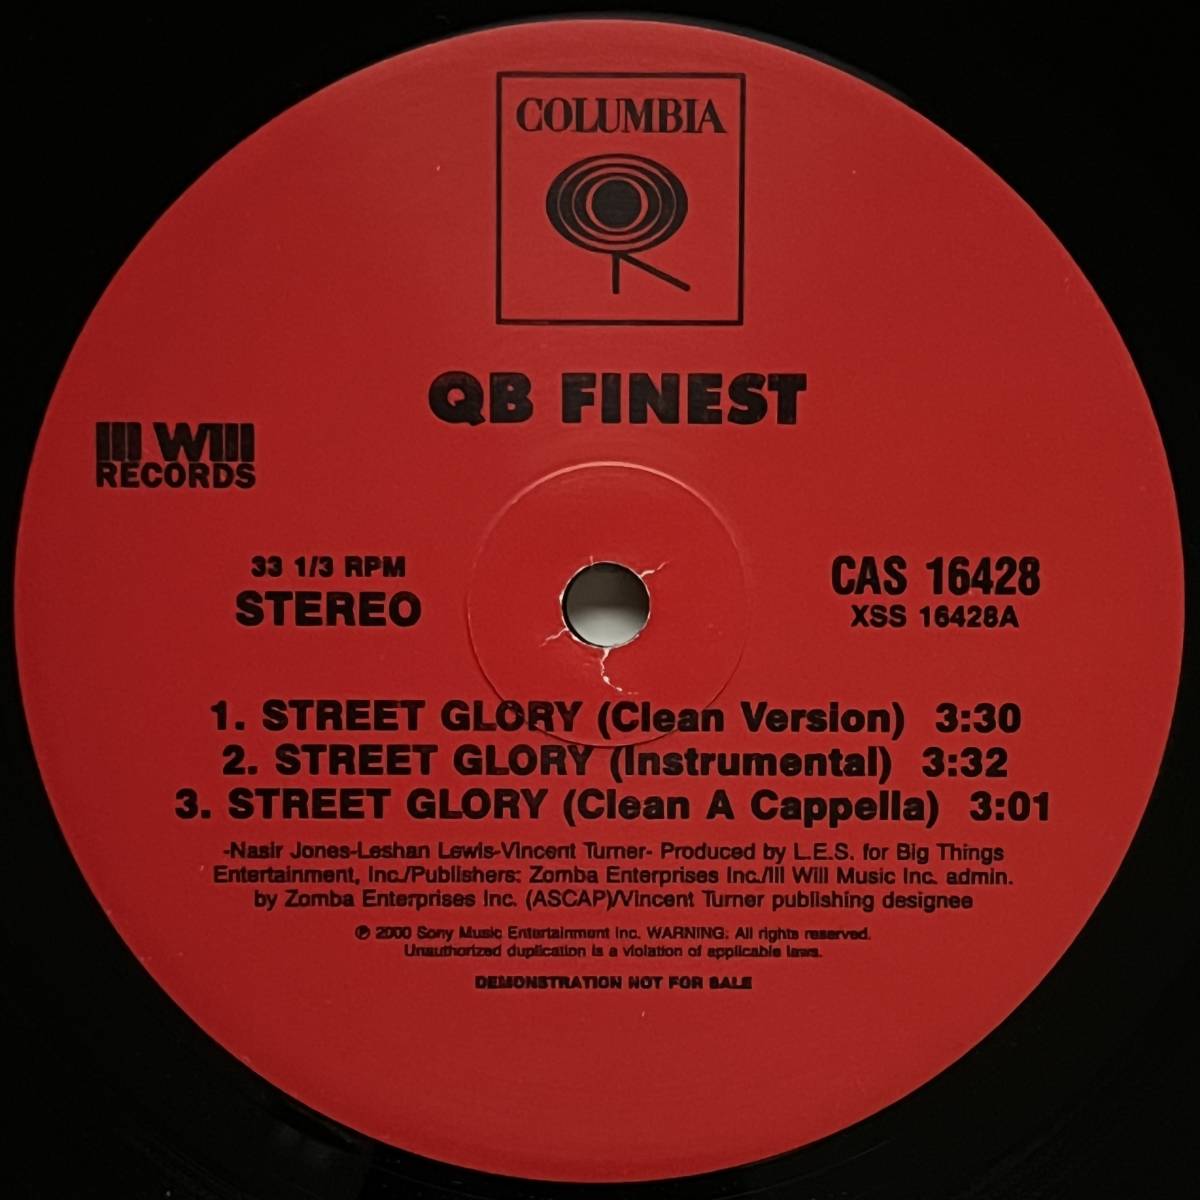 COLUMBIA
QB FINEST
Ill Will
RECORDS
33 1/3 RPM
STEREO
CAS 16428
XSS 16428A
1. STREET GLORY (Clean Version) 3:30
2. STREET GLORY (Instrumental) 3:32
3. STREET GLORY (Clean A Cappella) 3:01
-Nasir Jones-Leshan Lewis-Vincent Turner- Produced by L.E.S. for Big Things
Entertainment, Inc./Publishers: Zomba Enterprises Inc./Ill Will Music Inc. admin.
by Zomba Enterprises Inc. (ASCAP)/Vincent Turner publishing designee
℗ 2000 Sony Music Entertainment Inc. WARNING: All rights reserved.
Unauthorized duplication is a violation of applicable laws.
DEMONSTRATION NOT FOR SALE